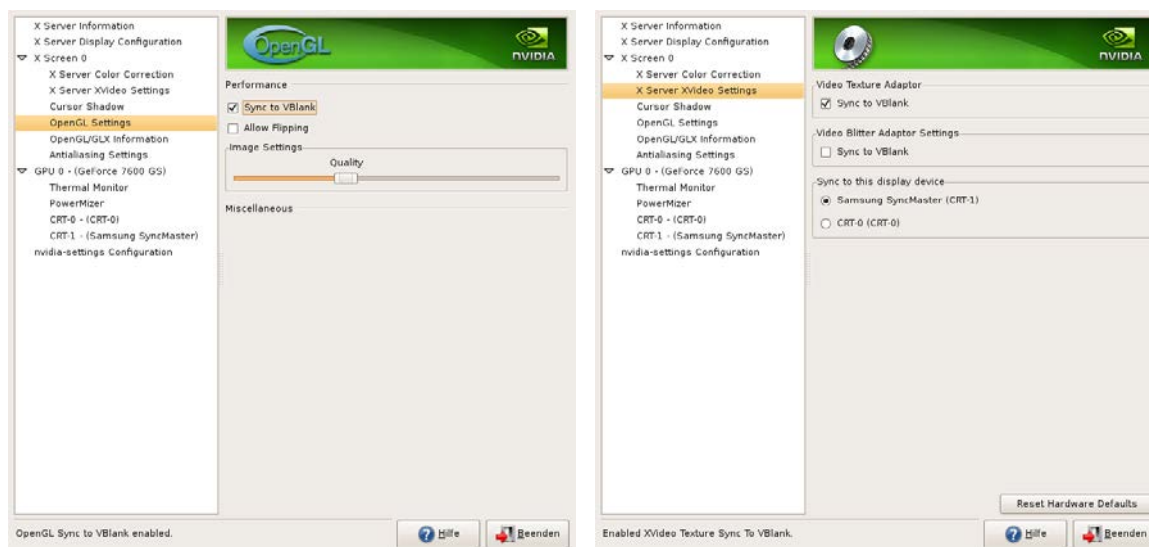 X Server Information
X Server Display Configuration
X Screen 0
X Server Color Correction
X Server XVideo Settings
Cursor Shadow
OpenGL Settings
OpenGL/GLX Information
Antialiasing Settings
GPU 0 - (GeForce 7600 GS)
Thermal Monitor
PowerMizer
CRT-0 - (CRT-0)
CRT-1 - (Samsung SyncMaster)
nvidia-settings Configuration
OpenGL
NVIDIA
Performance
Sync to VBlank
Allow Flipping
Image Settings
Quality
Miscellaneous
OpenGL Sync to VBlank enabled.
Hilfe
Beenden
X Server Information
X Server Display Configuration
X Screen 0
X Server Color Correction
X Server XVideo Settings
Cursor Shadow
OpenGL Settings
OpenGL/GLX Information
Antialiasing Settings
GPU 0 - (GeForce 7600 GS)
Thermal Monitor
PowerMizer
CRT-0 - (CRT-0)
CRT-1 - (Samsung SyncMaster)
nvidia-settings Configuration
NVIDIA
Video Texture Adaptor
Sync to VBlank
Video Blitter Adaptor Settings
Sync to VBlank
Sync to this display device
Samsung SyncMaster (CRT-1)
CRT-0 (CRT-0)
Reset Hardware Defaults
Enabled XVideo Texture Sync To VBlank.
Hilfe
Beenden